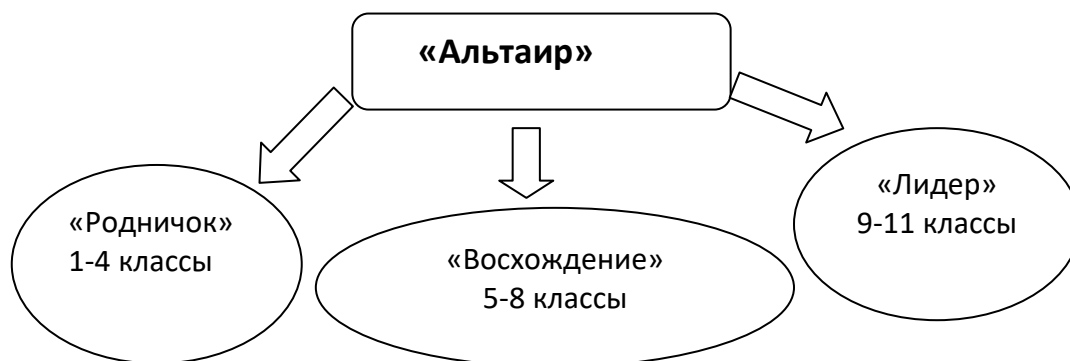 «Альтаир»
«Родничок»
1-4 классы
«Восхождение»
5-8 классы
«Лидер»
9-11 классы